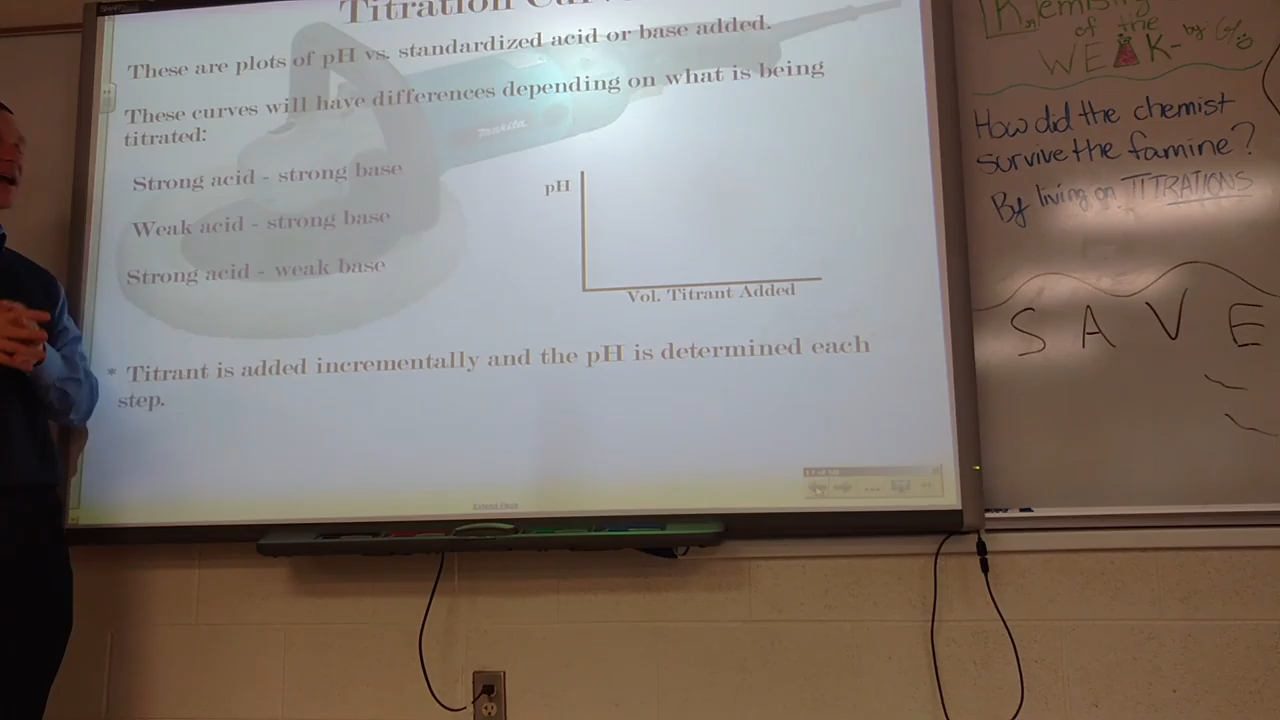 Titration Curv
These are plots of pH vs. standardized acid or base added.
These curves will have differences depending on what is being
titrated:
Makita
Strong acid - strong base
Weak acid - strong base
Strong acid - weak base
pH
Vol. Titrant Added
* Titrant is added incrementally and the pH is determined each
step.
of the
WEAK-
by
How did the chemist
survive the famine?
By living on TITRATIONS
SAVE